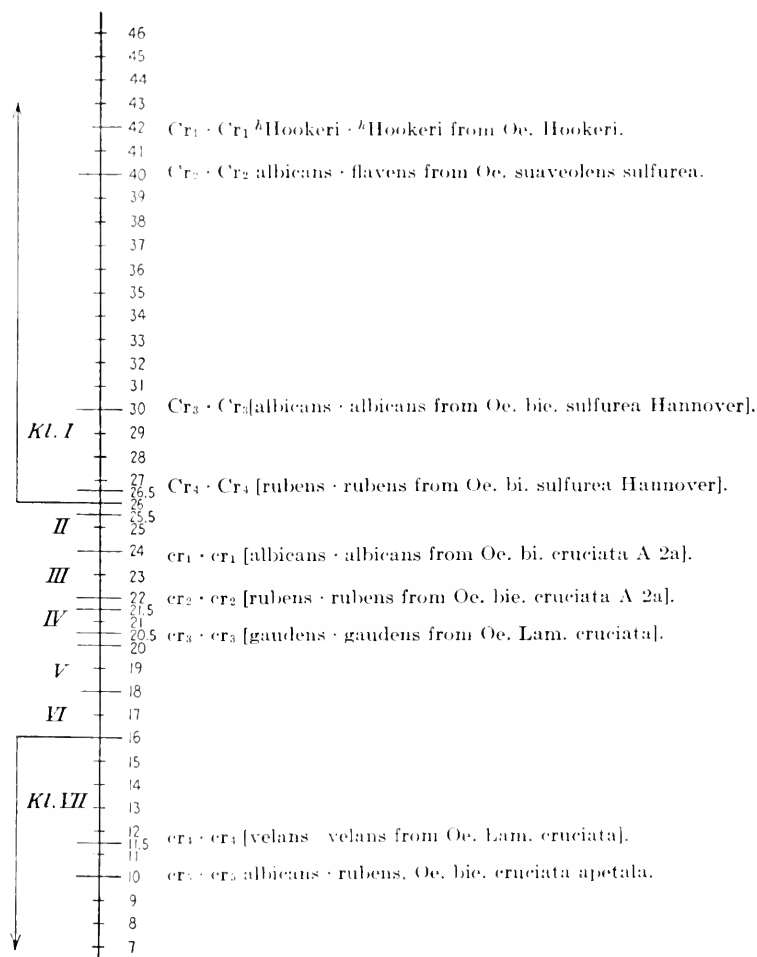 46
45
44
43
42 Cr₁ · Cr₁ ʰHookeri · ʰHookeri from Oe. Hookeri.
41
40 Cr₂ · Cr₂ albicans · flavens from Oe. suaveolens sulfurea.
39
38
37
36
35
34
33
32
31
30 Cr₃ · Cr₃[albicans · albicans from Oe. bie. sulfurea Hannover].
Kl. I 29
28
27
26.5 Cr₄ · Cr₄ [rubens · rubens from Oe. bi. sulfurea Hannover].
26
25.5
II 25
24 cr₁ · cr₁ [albicans · albicans from Oe. bi. cruciata A 2a].
III 23
22 cr₂ · cr₂ [rubens · rubens from Oe. bie. cruciata A 2a].
21.5
IV 21
20.5 cr₃ · cr₃ [gaudens · gaudens from Oe. Lam. cruciata].
20
V 19
18
VI 17
16
15
14
Kl. VII 13
12
11.5 cr₄ · cr₄ [velans velans from Oe. Lam. cruciata].
11
10 cr₅ · cr₅ albicans · rubens, Oe. bie. cruciata apetala.
9
8
7